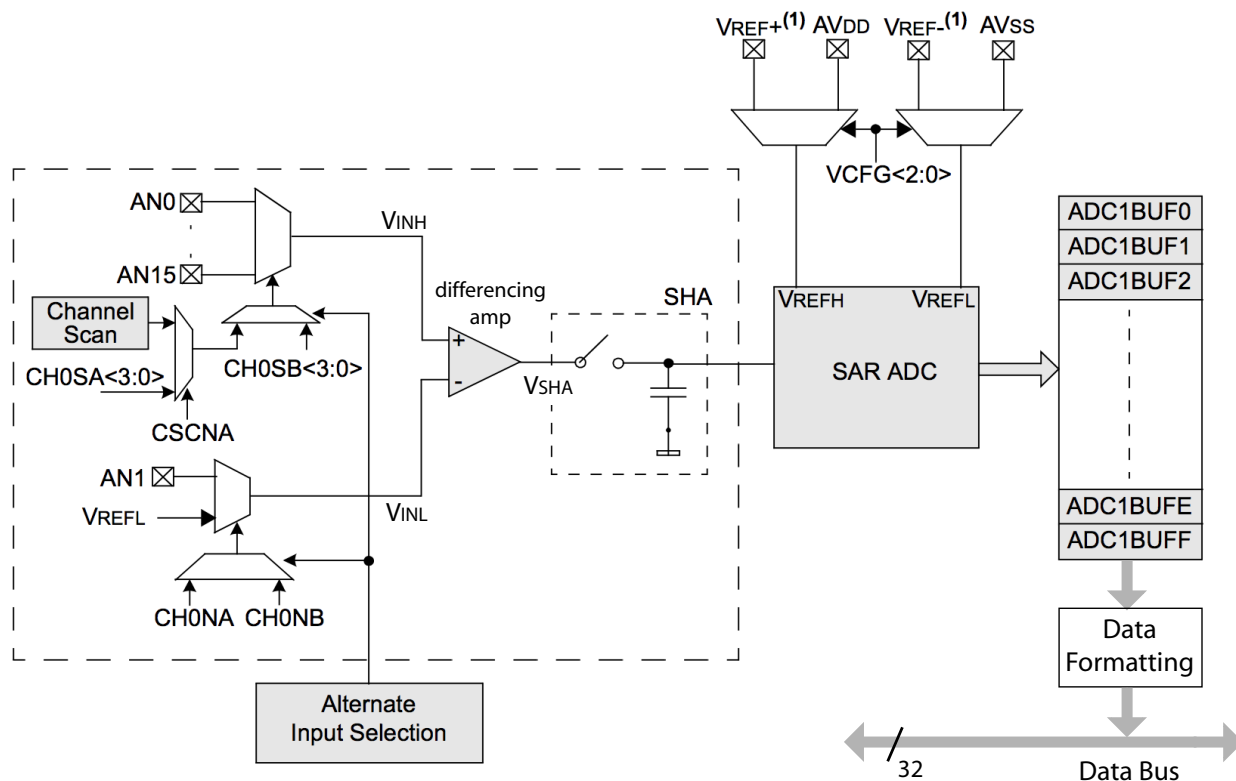 VREF+(1) AVDD VREF-(1) AVSS
VCFG<2:0>
AN0
AN15
VINH
Channel
Scan
CH0SA<3:0>
CH0SB<3:0>
CSCNA
AN1
VREFL
VINL
CH0NA CH0NB
differencing
amp
+
-
VSHA
SHA
VREFH VREFL
SAR ADC
ADC1BUF0
ADC1BUF1
ADC1BUF2
ADC1BUFE
ADC1BUFF
Data
Formatting
Alternate
Input Selection
32
Data Bus